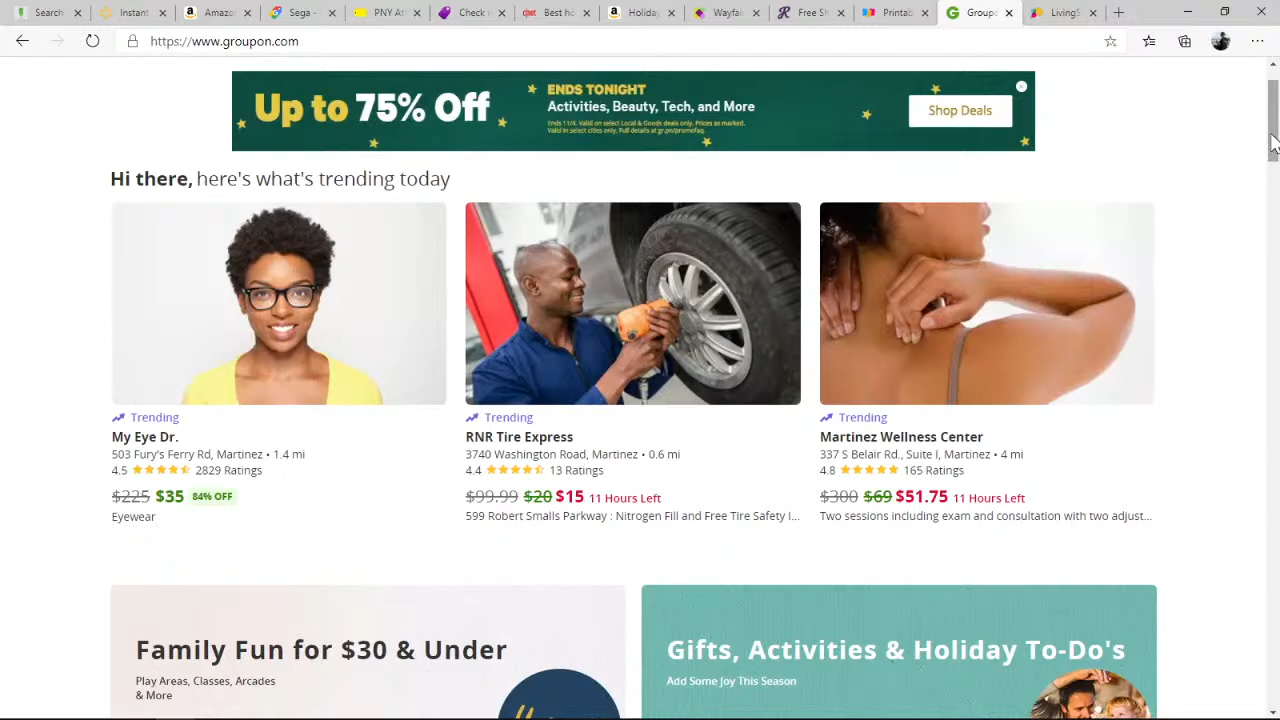 Search
Instant
Amazo
Sega -
PNY At
Check r
Best ho
Holiday
Wayfa
Free Sh
Printab
Groupo
LivingS
https://www.groupon.com
Up to 75% Off
ENDS TONIGHT
Activities, Beauty, Tech, and More
Ends 11/4. Valid on select Local & Goods deals only. Prices as marked.
Valid in select cities only. Full details at gr.pn/promofaq.
Shop Deals
Hi there, here's what's trending today
Trending
My Eye Dr.
503 Fury's Ferry Rd, Martinez • 1.4 mi
4.5 2829 Ratings
$225 $35 84% OFF
Eyewear
Trending
RNR Tire Express
3740 Washington Road, Martinez • 0.6 mi
4.4 13 Ratings
$99.99 $20 $15 11 Hours Left
599 Robert Smalls Parkway : Nitrogen Fill and Free Tire Safety I...
Trending
Martinez Wellness Center
337 S Belair Rd., Suite I, Martinez • 4 mi
4.8 165 Ratings
$300 $69 $51.75 11 Hours Left
Two sessions including exam and consultation with two adjust...
Family Fun for $30 & Under
Play Areas, Classes, Arcades
& More
Gifts, Activities & Holiday To-Do's
Add Some Joy This Season